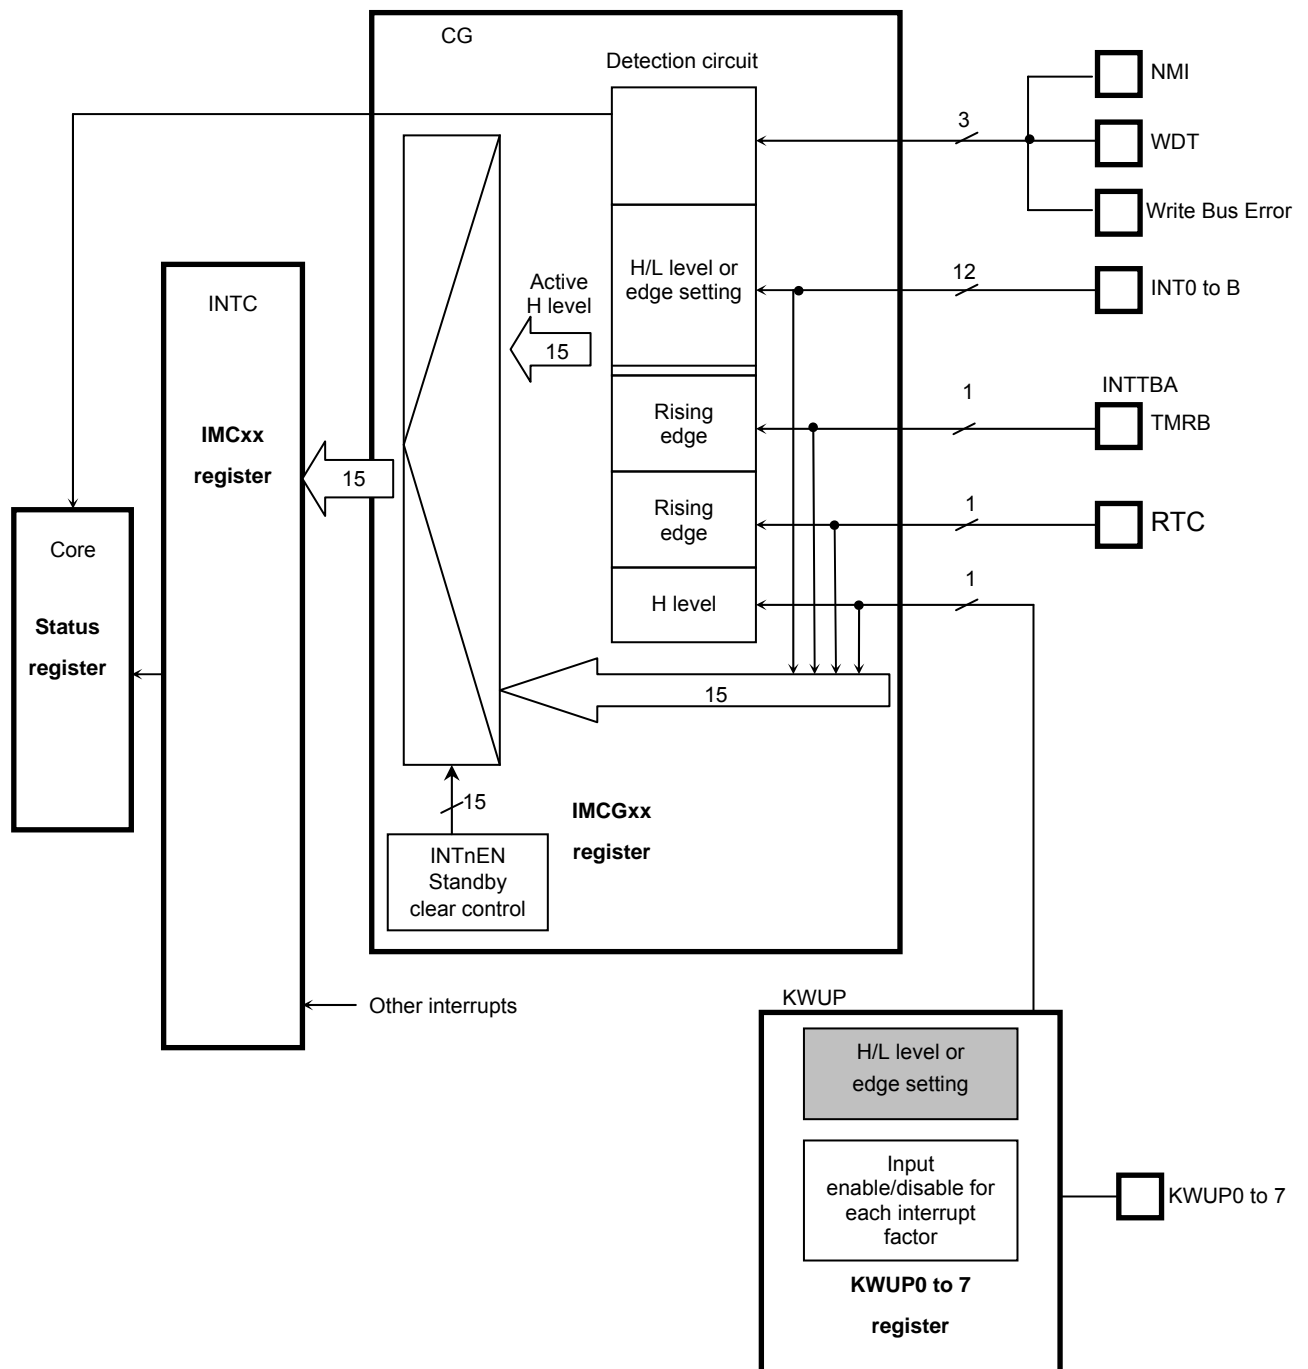 CG
Detection circuit
NMI
3
WDT
Write Bus Error
H/L level or
edge setting
12
INT0 to B
Active
H level
15
INTC
INTTBA
1
TMRB
Rising
edge
IMCxx
register
15
Rising
edge
1
RTC
Core
H level
1
Status
register
15
15
IMCGxx
register
INTnEN
Standby
clear control
Other interrupts
KWUP
H/L level or
edge setting
Input
enable/disable for
each interrupt
factor
KWUP0 to 7
KWUP0 to 7
register